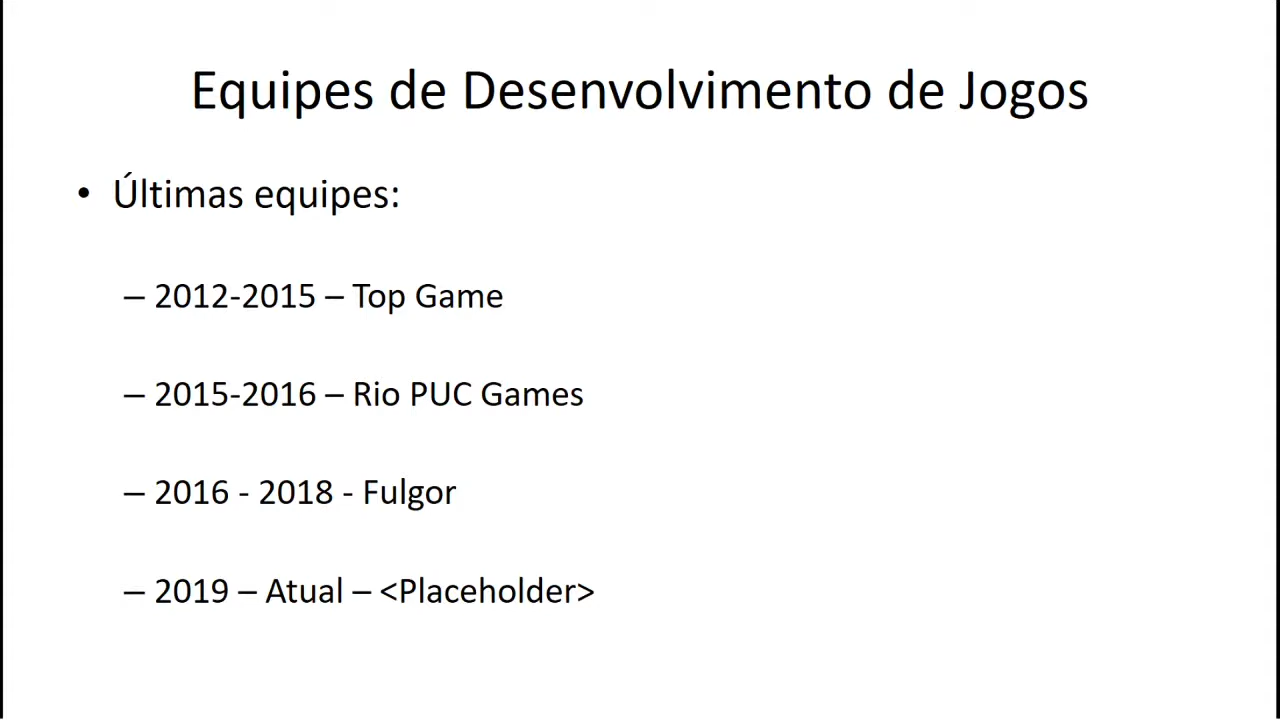 Equipes de Desenvolvimento de Jogos
• Últimas equipes:
– 2012-2015 – Top Game
– 2015-2016 – Rio PUC Games
– 2016 - 2018 - Fulgor
– 2019 – Atual – <Placeholder>